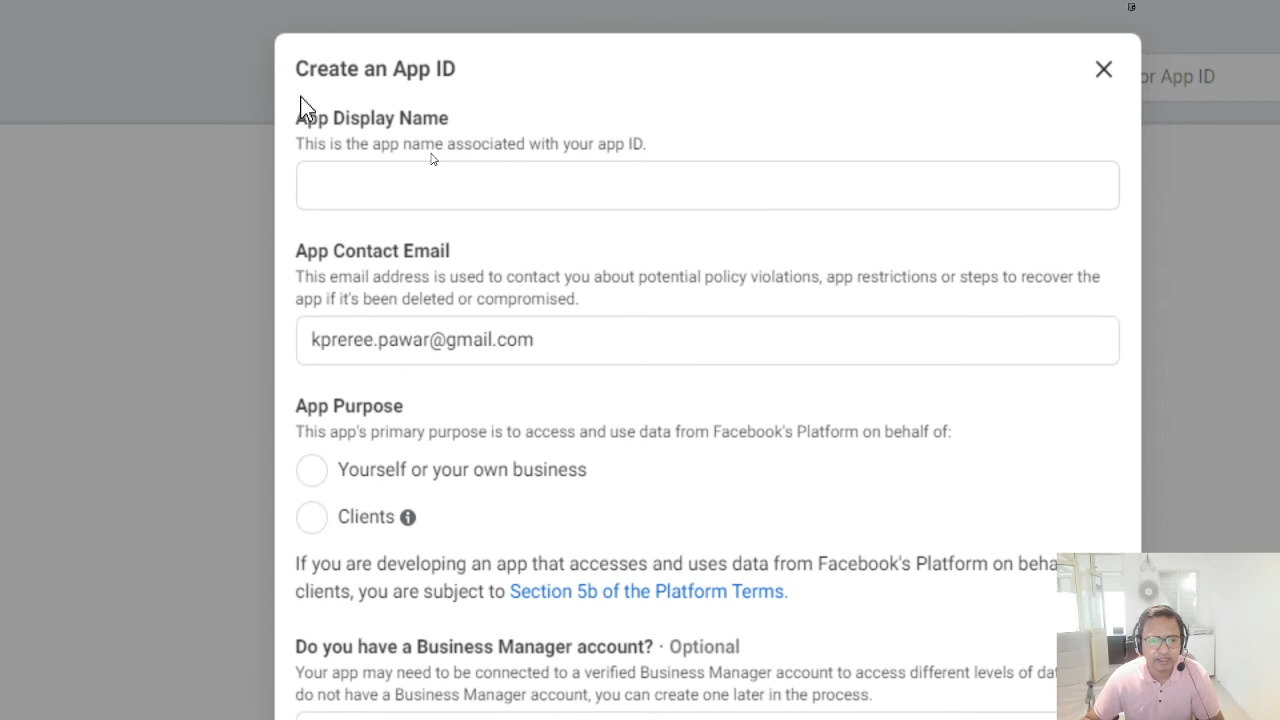 Create an App ID
or App ID
App Display Name
This is the app name associated with your app ID.
App Contact Email
This email address is used to contact you about potential policy violations, app restrictions or steps to recover the
app if it's been deleted or compromised.
kpreree.pawar@gmail.com
App Purpose
This app's primary purpose is to access and use data from Facebook's Platform on behalf of:
Yourself or your own business
Clients
If you are developing an app that accesses and uses data from Facebook's Platform on beha
clients, you are subject to Section 5b of the Platform Terms.
Do you have a Business Manager account? · Optional
Your app may need to be connected to a verified Business Manager account to access different levels of da
do not have a Business Manager account, you can create one later in the process.